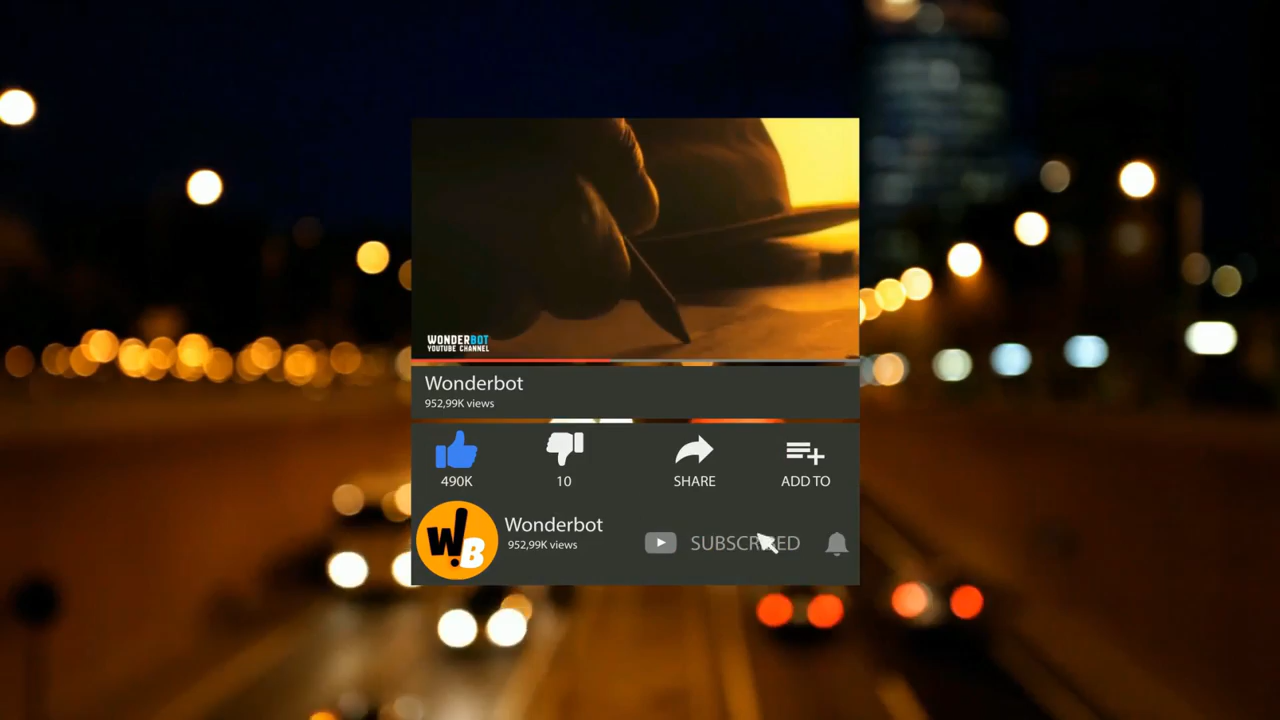 WONDERBOT
YOUTUBE CHANNEL
Wonderbot
952,99K views
490K
10
SHARE
ADD TO
W!B
Wonderbot
952,99K views
SUBSCRIBED